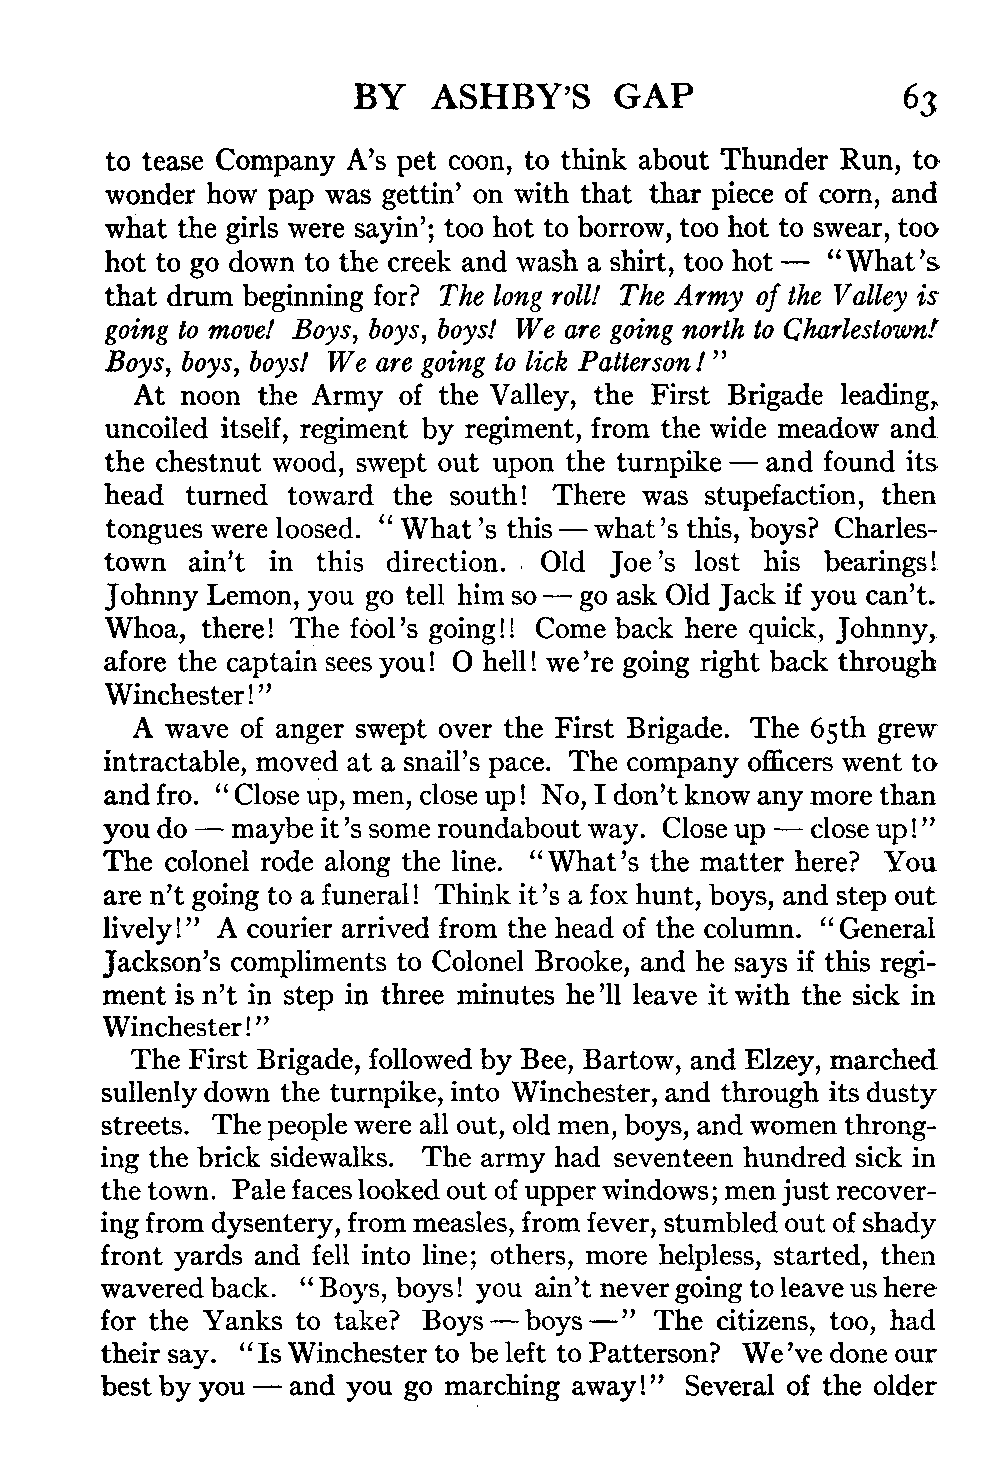 BY ASHBY'S GAP 63
to tease Company A's pet coon, to think about Thunder Run, to
wonder how pap was gettin' on with that thar piece of corn, and
what the girls were sayin'; too hot to borrow, too hot to swear, too
hot to go down to the creek and wash a shirt, too hot — "What's
that drum beginning for? The long roll! The Army of the Valley is
going to move! Boys, boys, boys! We are going north to Charlestown!
Boys, boys, boys! We are going to lick Patterson!"
At noon the Army of the Valley, the First Brigade leading,
uncoiled itself, regiment by regiment, from the wide meadow and
the chestnut wood, swept out upon the turnpike — and found its
head turned toward the south! There was stupefaction, then
tongues were loosed. "What's this — what's this, boys? Charles-
town ain't in this direction. Old Joe's lost his bearings!
Johnny Lemon, you go tell him so — go ask Old Jack if you can't.
Whoa, there! The fool's going!! Come back here quick, Johnny,
afore the captain sees you! O hell! we're going right back through
Winchester!"
A wave of anger swept over the First Brigade. The 65th grew
intractable, moved at a snail's pace. The company officers went to
and fro. "Close up, men, close up! No, I don't know any more than
you do — maybe it's some roundabout way. Close up — close up!"
The colonel rode along the line. "What's the matter here? You
are n't going to a funeral! Think it's a fox hunt, boys, and step out
lively!" A courier arrived from the head of the column. "General
Jackson's compliments to Colonel Brooke, and he says if this regi-
ment is n't in step in three minutes he'll leave it with the sick in
Winchester!"
The First Brigade, followed by Bee, Bartow, and Elzey, marched
sullenly down the turnpike, into Winchester, and through its dusty
streets. The people were all out, old men, boys, and women throng-
ing the brick sidewalks. The army had seventeen hundred sick in
the town. Pale faces looked out of upper windows; men just recover-
ing from dysentery, from measles, from fever, stumbled out of shady
front yards and fell into line; others, more helpless, started, then
wavered back. "Boys, boys! you ain't never going to leave us here
for the Yanks to take? Boys — boys —" The citizens, too, had
their say. "Is Winchester to be left to Patterson? We've done our
best by you — and you go marching away!" Several of the older